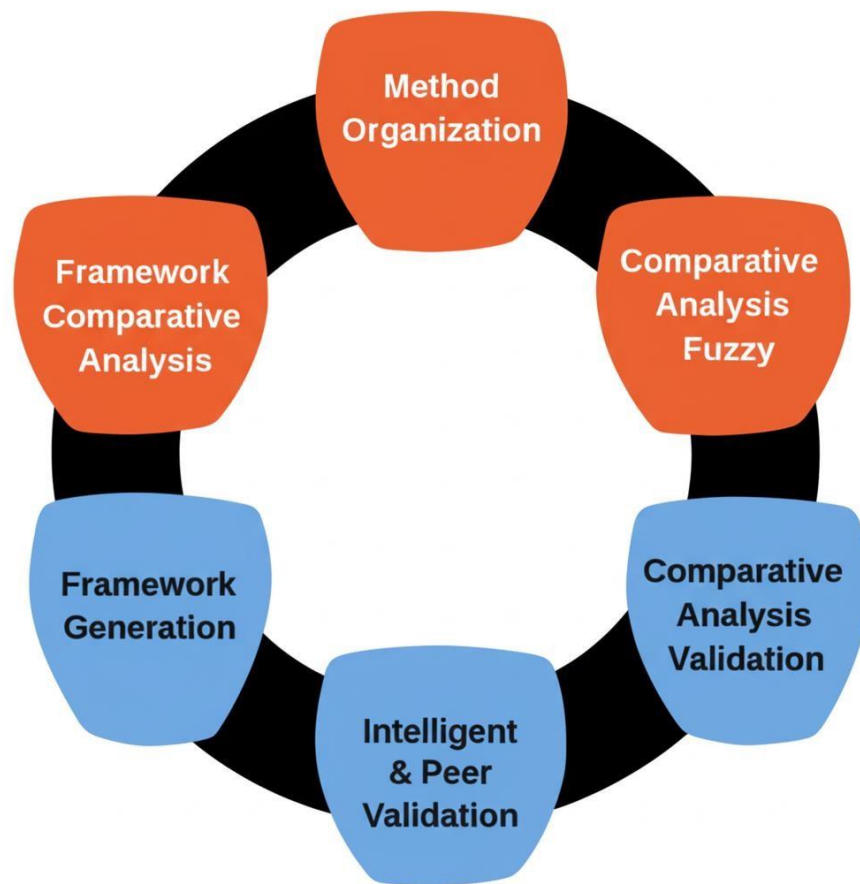 Method
Organization
Comparative
Analysis
Fuzzy
Comparative
Analysis
Validation
Intelligent
& Peer
Validation
Framework
Generation
Framework
Comparative
Analysis